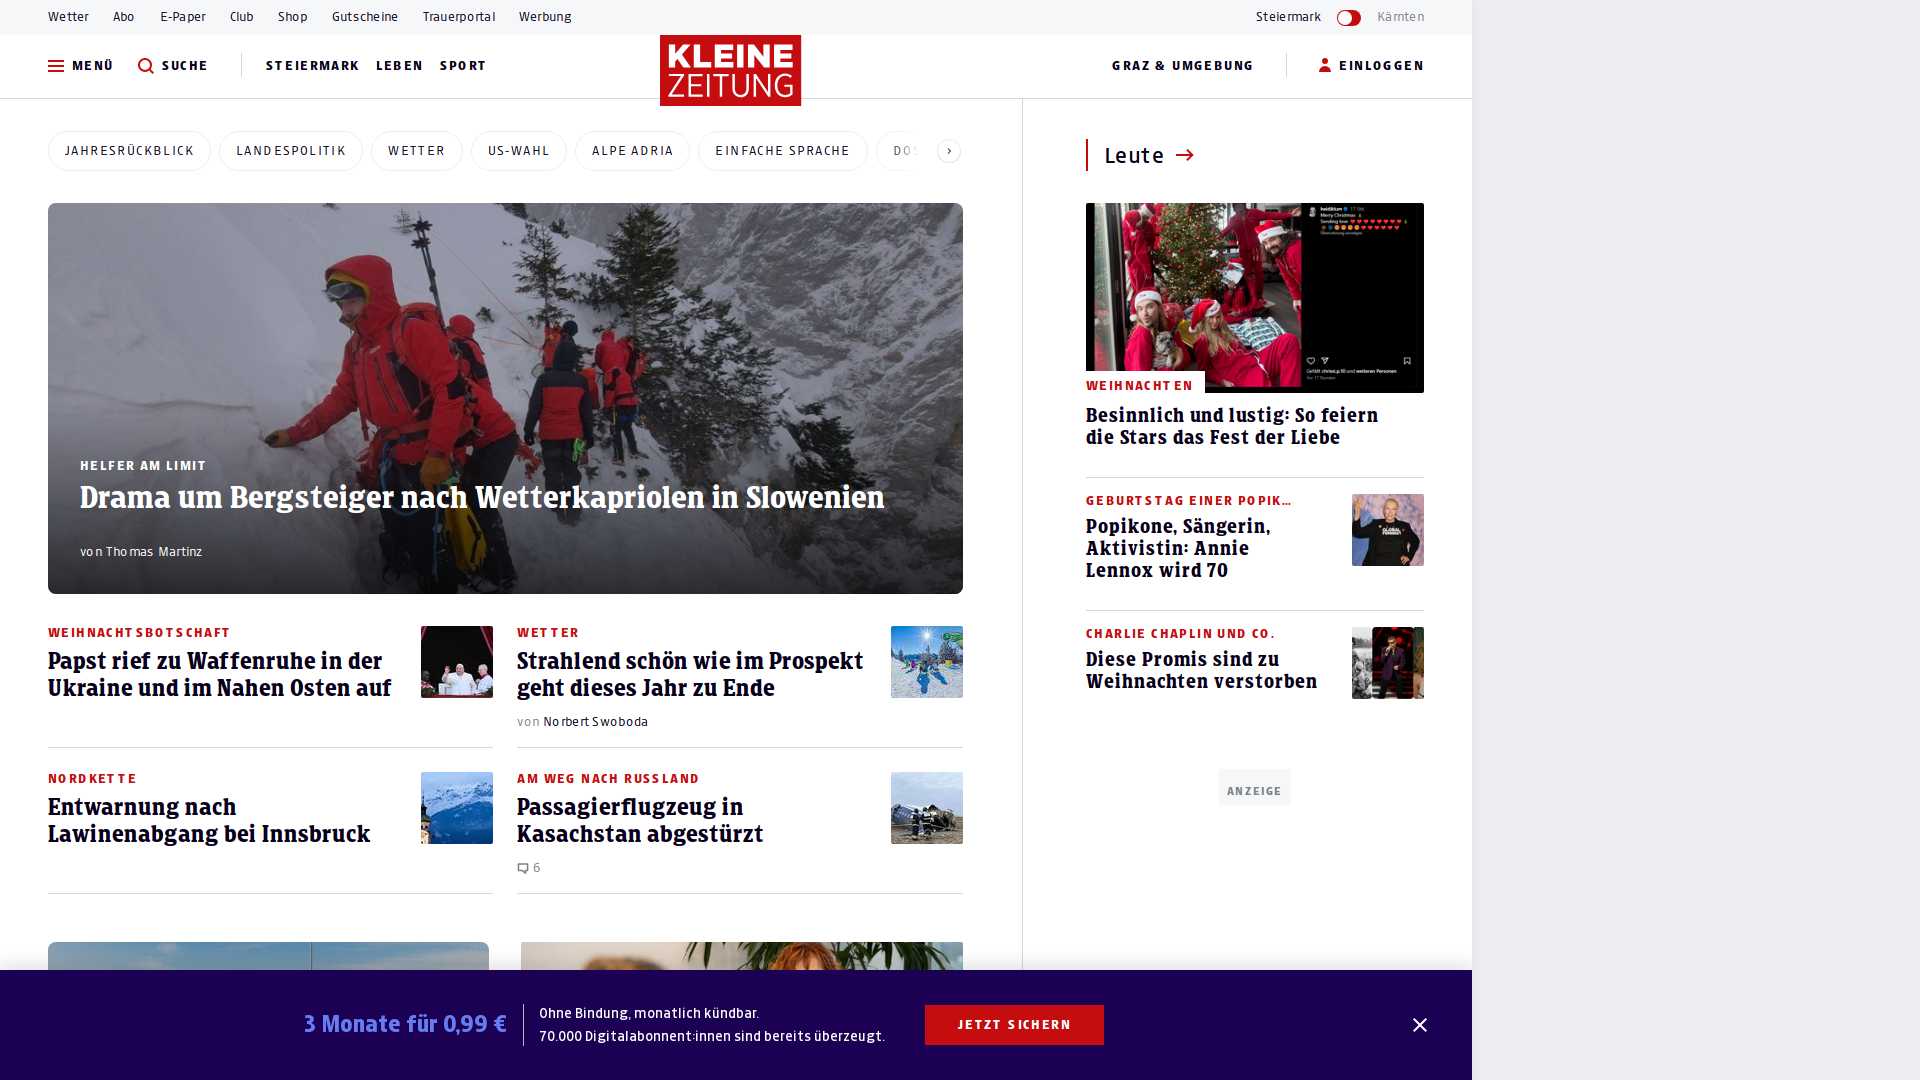 Wetter Abo E-Paper Club Shop Gutscheine Trauerportal Werbung
Steiermark Kärnten
MENÜ SUCHE STEIERMARK LEBEN SPORT
KLEINE
ZEITUNG
GRAZ & UMGEBUNG EINLOGGEN
JAHRESRÜCKBLICK LANDESPOLITIK WETTER US-WAHL ALPE ADRIA EINFACHE SPRACHE
HELFER AM LIMIT
Drama um Bergsteiger nach Wetterkapriolen in Slowenien
von Thomas Martinz
WEIHNACHTSBOTSCHAFT
Papst rief zu Waffenruhe in der
Ukraine und im Nahen Osten auf
WETTER
Strahlend schön wie im Prospekt
geht dieses Jahr zu Ende
von Norbert Swoboda
NORDKETTE
Entwarnung nach
Lawinenabgang bei Innsbruck
AM WEG NACH RUSSLAND
Passagierflugzeug in
Kasachstan abgestürzt
6
Leute
heidiklum
Merry Christmas
Sending love
WEIHNACHTEN
Besinnlich und lustig: So feiern
die Stars das Fest der Liebe
GEBURTSTAG EINER POPIK...
Popikone, Sängerin,
Aktivistin: Annie
Lennox wird 70
GLOBAL
FEMINIST
CHARLIE CHAPLIN UND CO.
Diese Promis sind zu
Weihnachten verstorben
ANZEIGE
3 Monate für 0,99 €
Ohne Bindung, monatlich kündbar.
70.000 Digitalabonnent:innen sind bereits überzeugt.
JETZT SICHERN